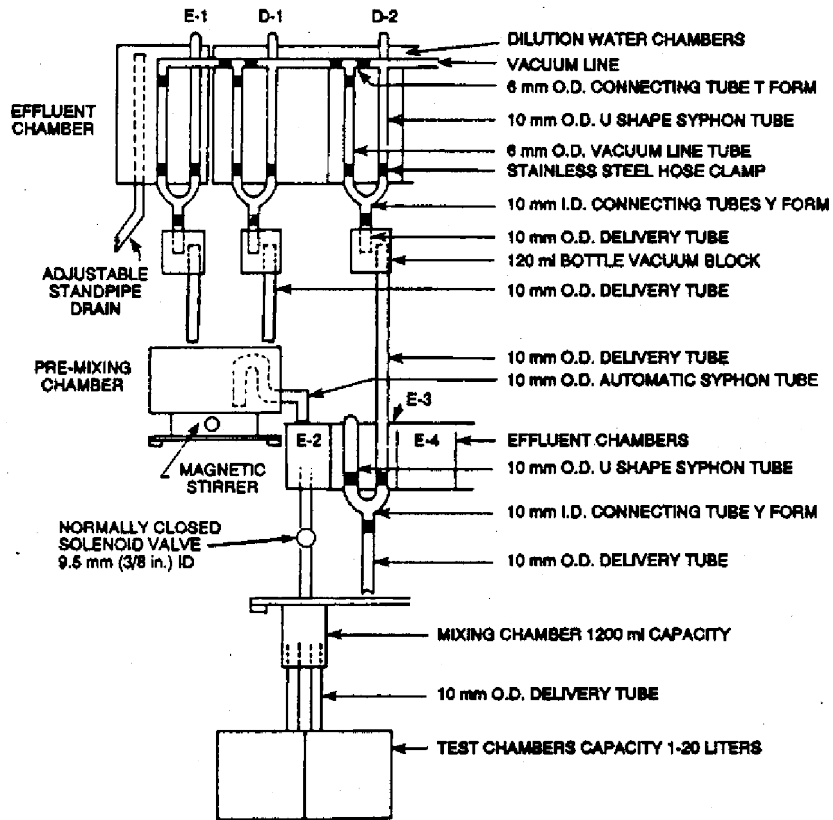 E-1
D-1
D-2
DILUTION WATER CHAMBERS
VACUUM LINE
6 mm O.D. CONNECTING TUBE T FORM
EFFLUENT
CHAMBER
10 mm O.D. U SHAPE SYPHON TUBE
6 mm O.D. VACUUM LINE TUBE
STAINLESS STEEL HOSE CLAMP
10 mm I.D. CONNECTING TUBES Y FORM
10 mm O.D. DELIVERY TUBE
120 ml BOTTLE VACUUM BLOCK
ADJUSTABLE
STANDPIPE
DRAIN
10 mm O.D. DELIVERY TUBE
PRE-MIXING
CHAMBER
10 mm O.D. DELIVERY TUBE
10 mm O.D. AUTOMATIC SYPHON TUBE
E-3
E-2
E-4
EFFLUENT CHAMBERS
MAGNETIC
STIRRER
10 mm O.D. U SHAPE SYPHON TUBE
10 mm I.D. CONNECTING TUBE Y FORM
NORMALLY CLOSED
SOLENOID VALVE
9.5 mm (3/8 in.) ID
10 mm O.D. DELIVERY TUBE
MIXING CHAMBER 1200 ml CAPACITY
10 mm O.D. DELIVERY TUBE
TEST CHAMBERS CAPACITY 1-20 LITERS